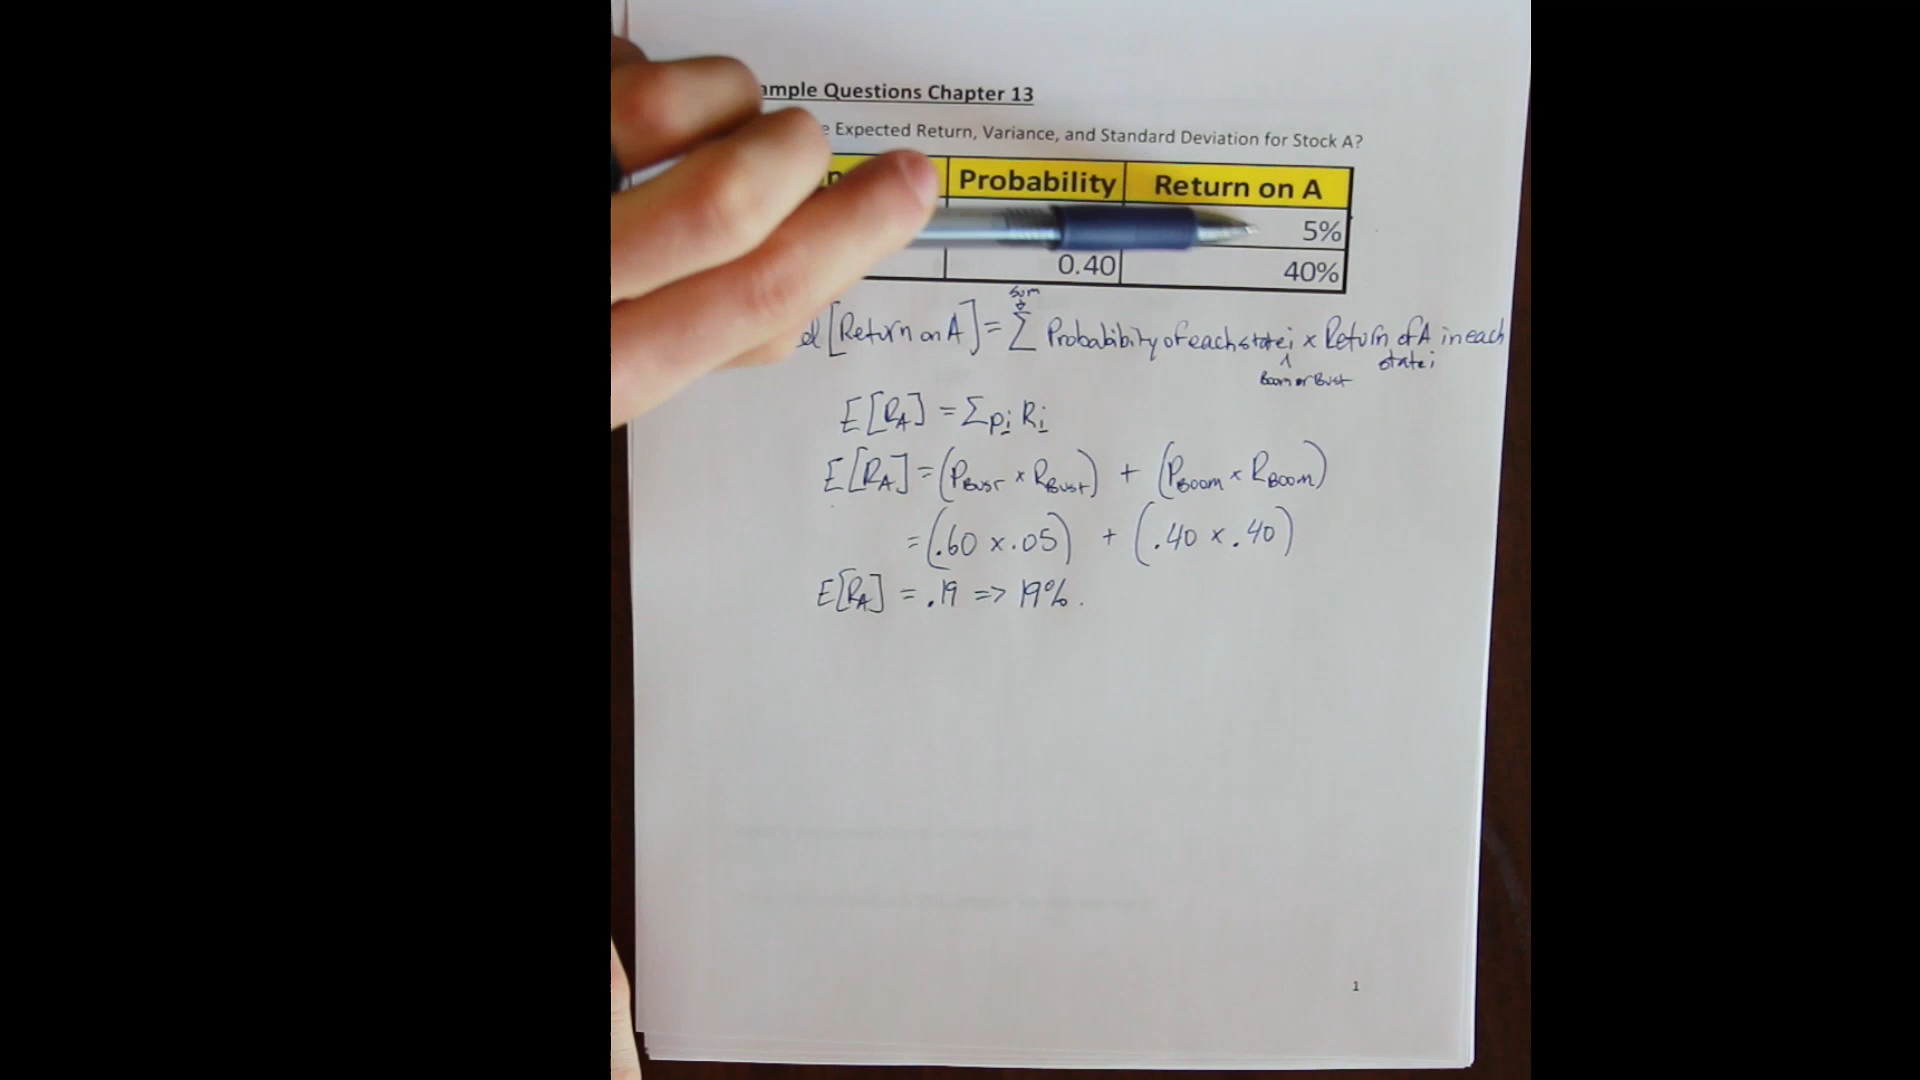 ample Questions Chapter 13
e Expected Return, Variance, and Standard Deviation for Stock A?
Probability Return on A
5%
0.40 40%
sum
[Return on A] = Σ Probabibity of each state i × Return of A in each
state i
Boom or Bust
E[RA] = Σ pi Ri
E[RA] = (PBUST × RBUST) + (PBOOM × RBOOM)
= (.60 × .05) + (.40 × .40)
E[RA] = .19 => 19%.
1